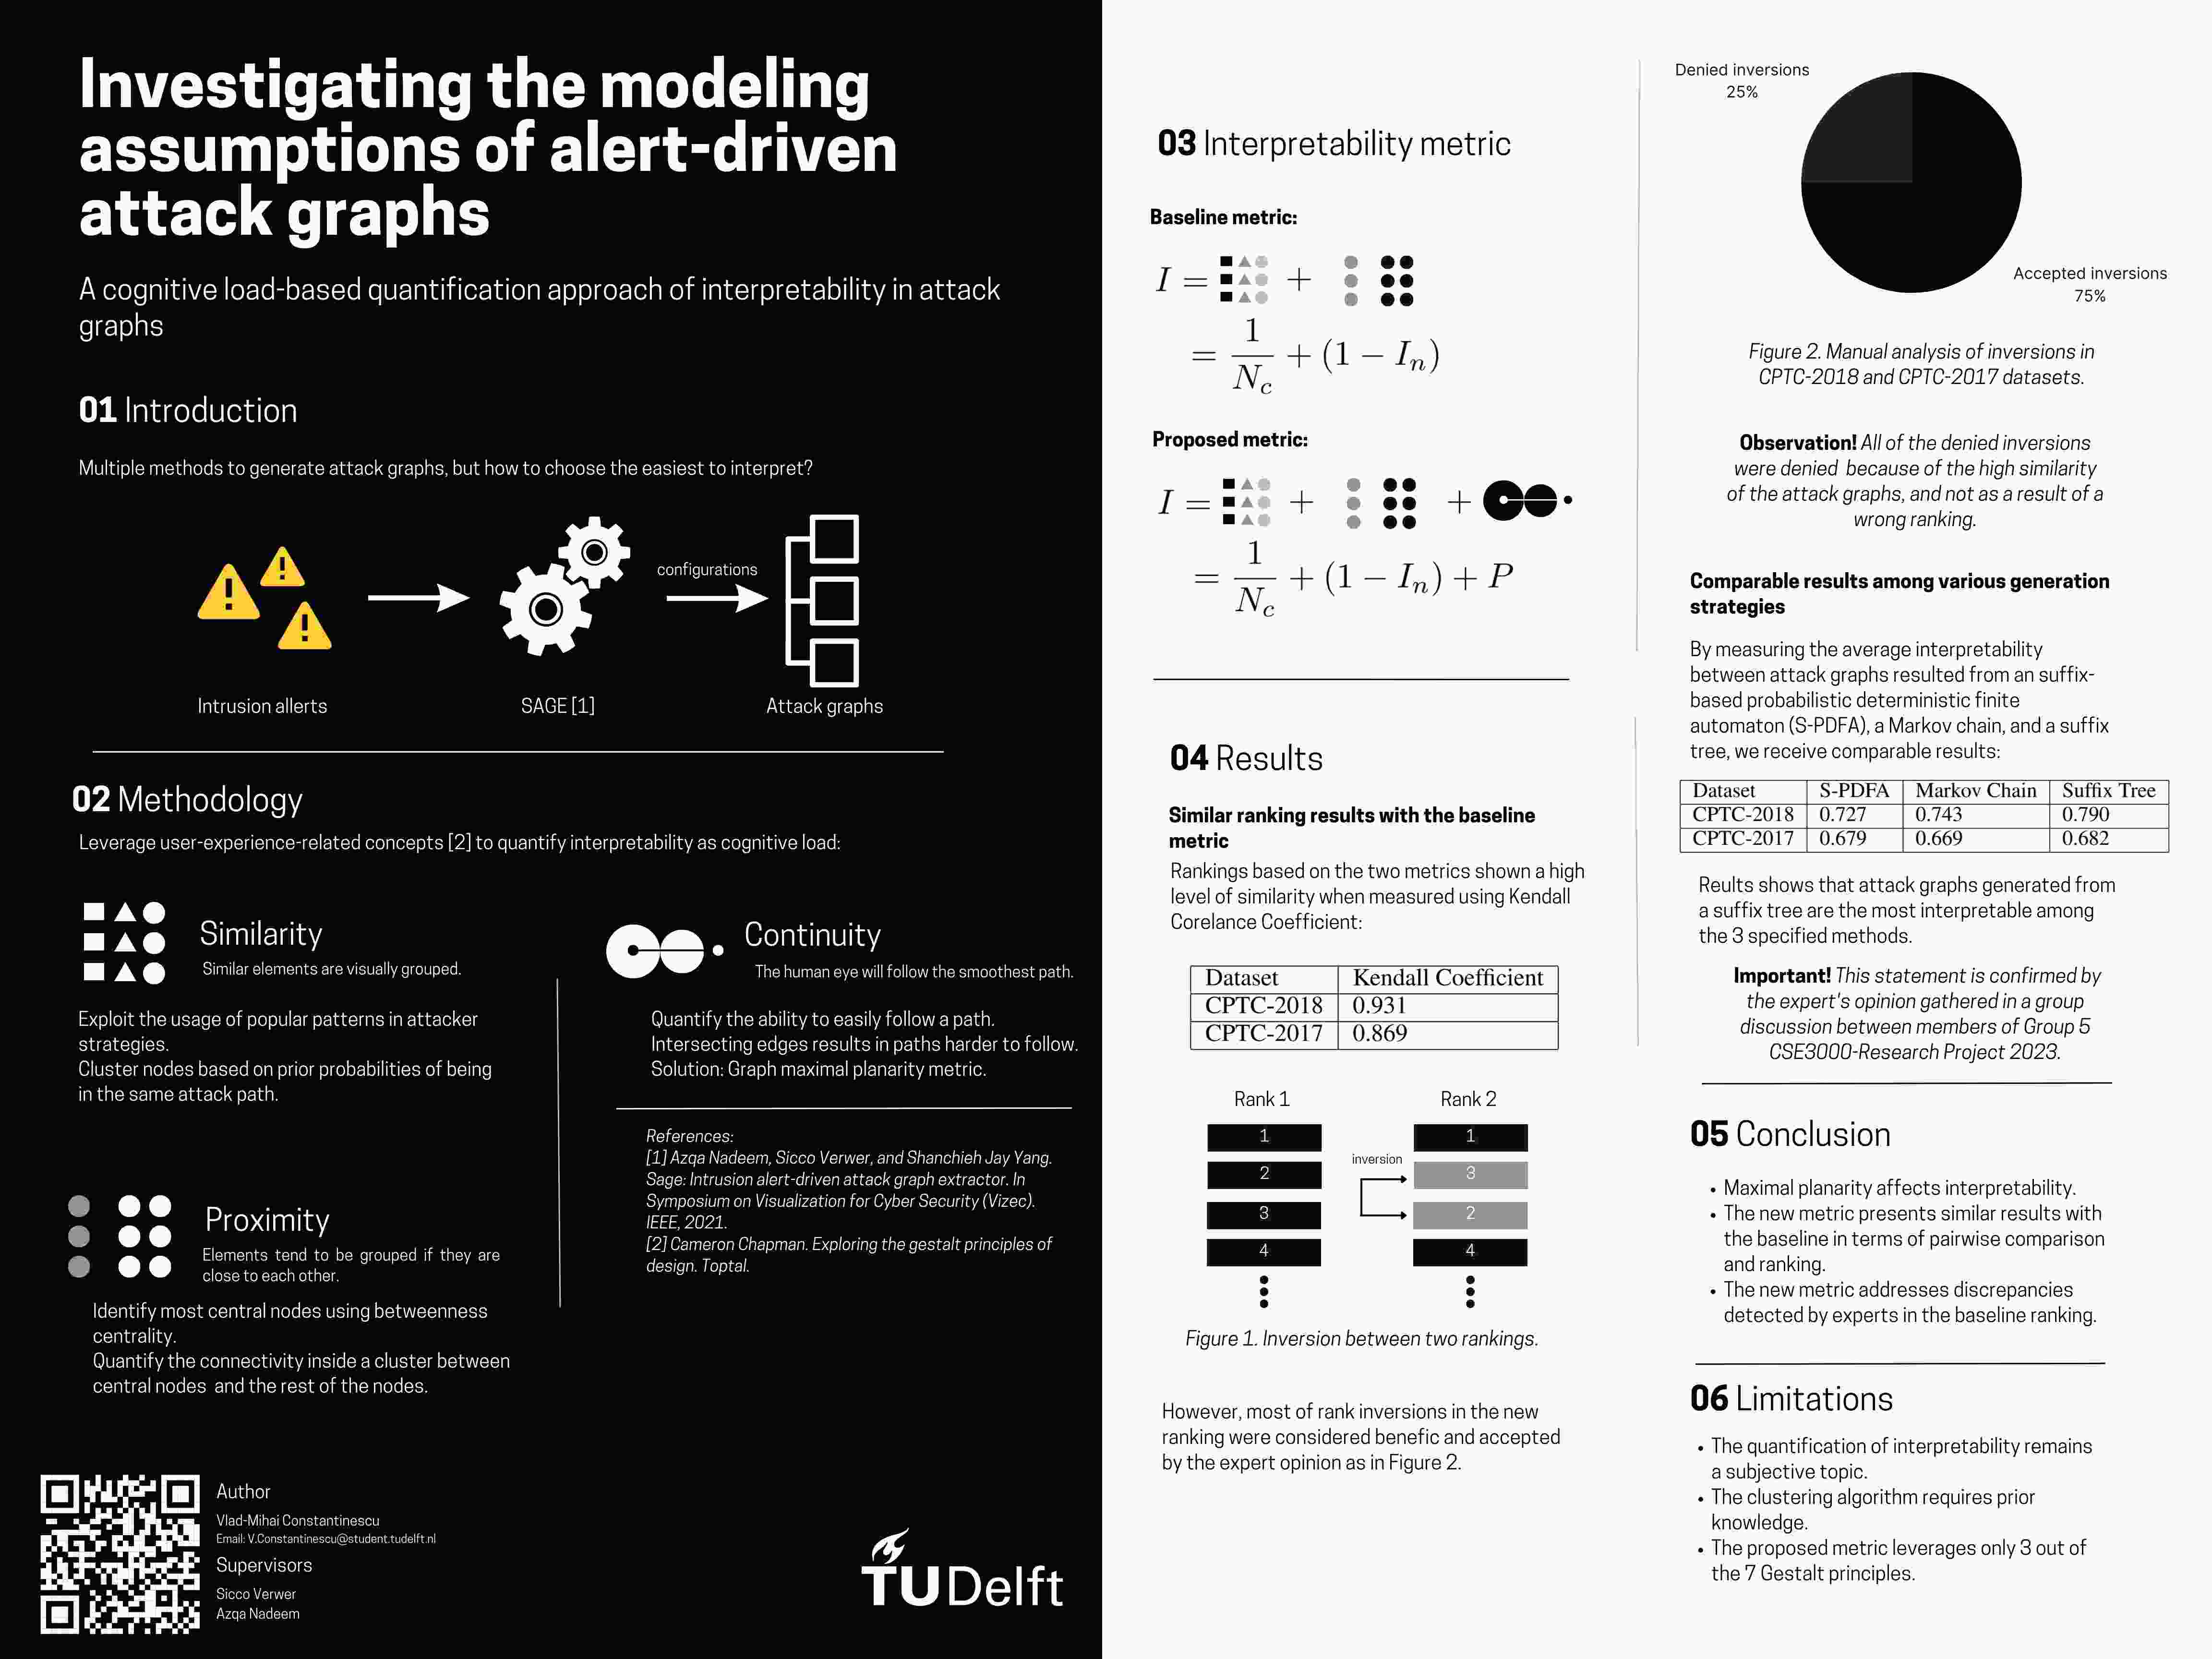 Investigating the modeling
assumptions of alert-driven
attack graphs
A cognitive load-based quantification approach of interpretability in attack
graphs
01 Introduction
Multiple methods to generate attack graphs, but how to choose the easiest to interpret?
configurations
Intrusion allerts
SAGE [1]
Attack graphs
02 Methodology
Leverage user-experience-related concepts [2] to quantify interpretability as cognitive load:
Similarity
Similar elements are visually grouped.
Exploit the usage of popular patterns in attacker
strategies.
Cluster nodes based on prior probabilities of being
in the same attack path.
Proximity
Elements tend to be grouped if they are
close to each other.
Identify most central nodes using betweenness
centrality.
Quantify the connectivity inside a cluster between
central nodes and the rest of the nodes.
Continuity
The human eye will follow the smoothest path.
Quantify the ability to easily follow a path.
Intersecting edges results in paths harder to follow.
Solution: Graph maximal planarity metric.
References:
[1] Azqa Nadeem, Sicco Verwer, and Shanchieh Jay Yang.
Sage: Intrusion alert-driven attack graph extractor. In
Symposium on Visualization for Cyber Security (Vizec).
IEEE, 2021.
[2] Cameron Chapman. Exploring the gestalt principles of
design. Toptal.
Author
Vlad-Mihai Constantinescu
Email: V.Constantinescu@student.tudelft.nl
Supervisors
Sicco Verwer
Azqa Nadeem
TU Delft
03 Interpretability metric
Baseline metric:
I = +
= 1/N_c + (1 − I_n)
Proposed metric:
I = + +
= 1/N_c + (1 − I_n) + P
04 Results
Similar ranking results with the baseline
metric
Rankings based on the two metrics shown a high
level of similarity when measured using Kendall
Corelance Coefficient:
Dataset Kendall Coefficient
CPTC-2018 0.931
CPTC-2017 0.869
Rank 1 Rank 2
1 1
inversion
2 3
3 2
4 4
Figure 1. Inversion between two rankings.
However, most of rank inversions in the new
ranking were considered benefic and accepted
by the expert opinion as in Figure 2.
Denied inversions
25%
Accepted inversions
75%
Figure 2. Manual analysis of inversions in
CPTC-2018 and CPTC-2017 datasets.
Observation! All of the denied inversions
were denied because of the high similarity
of the attack graphs, and not as a result of a
wrong ranking.
Comparable results among various generation
strategies
By measuring the average interpretability
between attack graphs resulted from an suffix-
based probabilistic deterministic finite
automaton (S-PDFA), a Markov chain, and a suffix
tree, we receive comparable results:
Dataset S-PDFA Markov Chain Suffix Tree
CPTC-2018 0.727 0.743 0.790
CPTC-2017 0.679 0.669 0.682
Reults shows that attack graphs generated from
a suffix tree are the most interpretable among
the 3 specified methods.
Important! This statement is confirmed by
the expert's opinion gathered in a group
discussion between members of Group 5
CSE3000-Research Project 2023.
05 Conclusion
• Maximal planarity affects interpretability.
• The new metric presents similar results with
the baseline in terms of pairwise comparison
and ranking.
• The new metric addresses discrepancies
detected by experts in the baseline ranking.
06 Limitations
• The quantification of interpretability remains
a subjective topic.
• The clustering algorithm requires prior
knowledge.
• The proposed metric leverages only 3 out of
the 7 Gestalt principles.